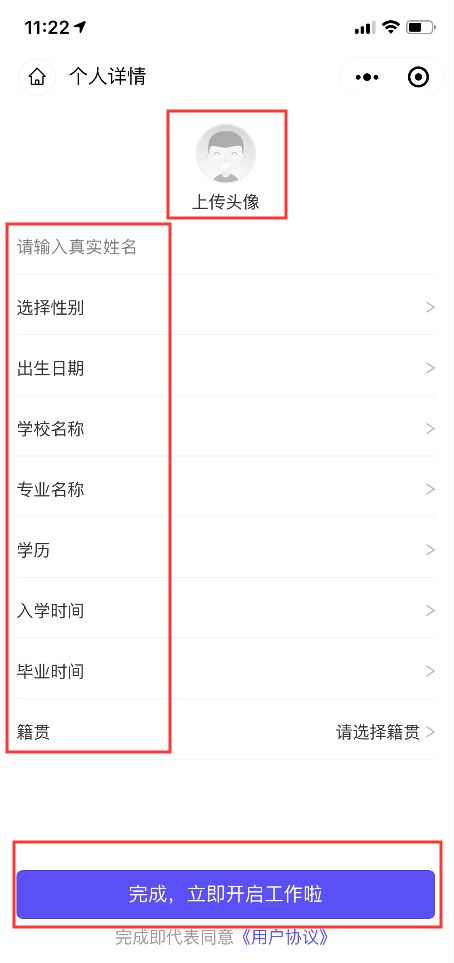 11:22
个人详情
上传头像
请输入真实姓名
选择性别
出生日期
学校名称
专业名称
学历
入学时间
毕业时间
籍贯 请选择籍贯
完成，立即开启工作啦
完成即代表同意《用户协议》